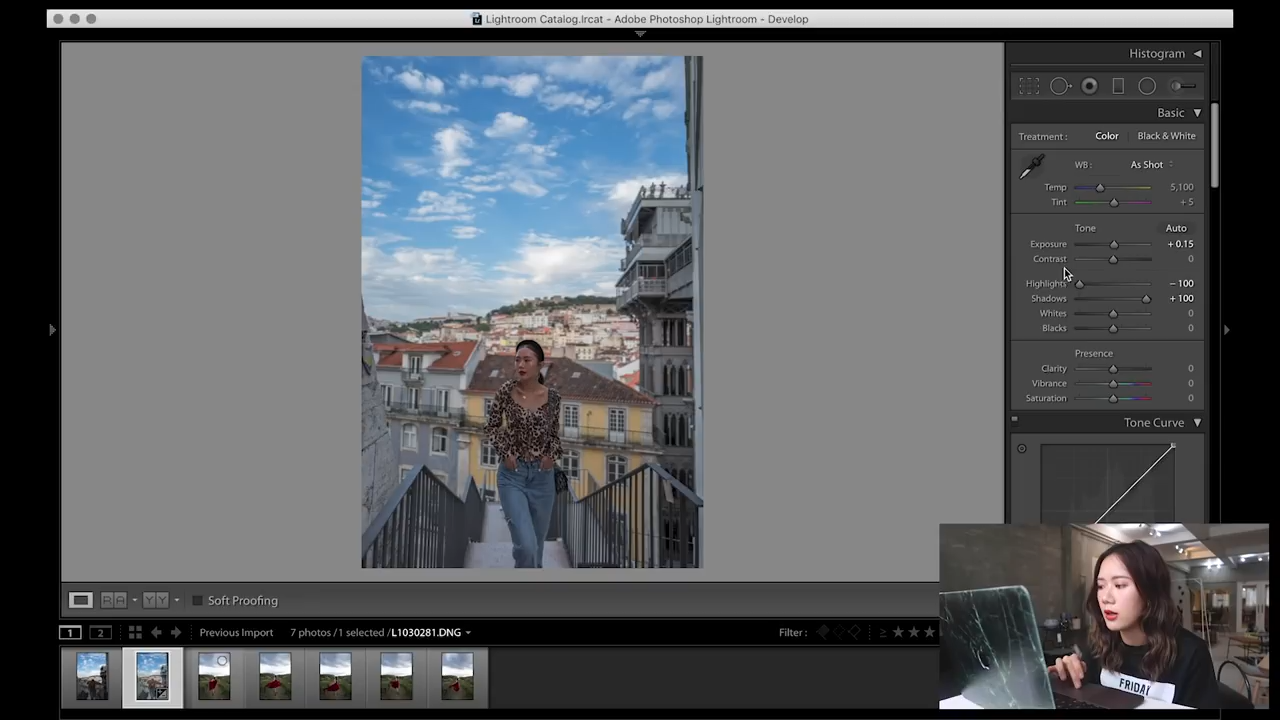 Lightroom Catalog.lrcat - Adobe Photoshop Lightroom - Develop
Histogram
Basic
Treatment : Color Black & White
WB : As Shot
Temp 5,100
Tint + 5
Tone Auto
Exposure + 0.15
Contrast 0
Highlights - 100
Shadows + 100
Whites 0
Blacks 0
Presence
Clarity 0
Vibrance 0
Saturation 0
Tone Curve
R A Y Y Soft Proofing
1 2 Previous Import 7 photos / 1 selected / L1030281.DNG Filter : ≥ ★ ★ ★
FRIDA